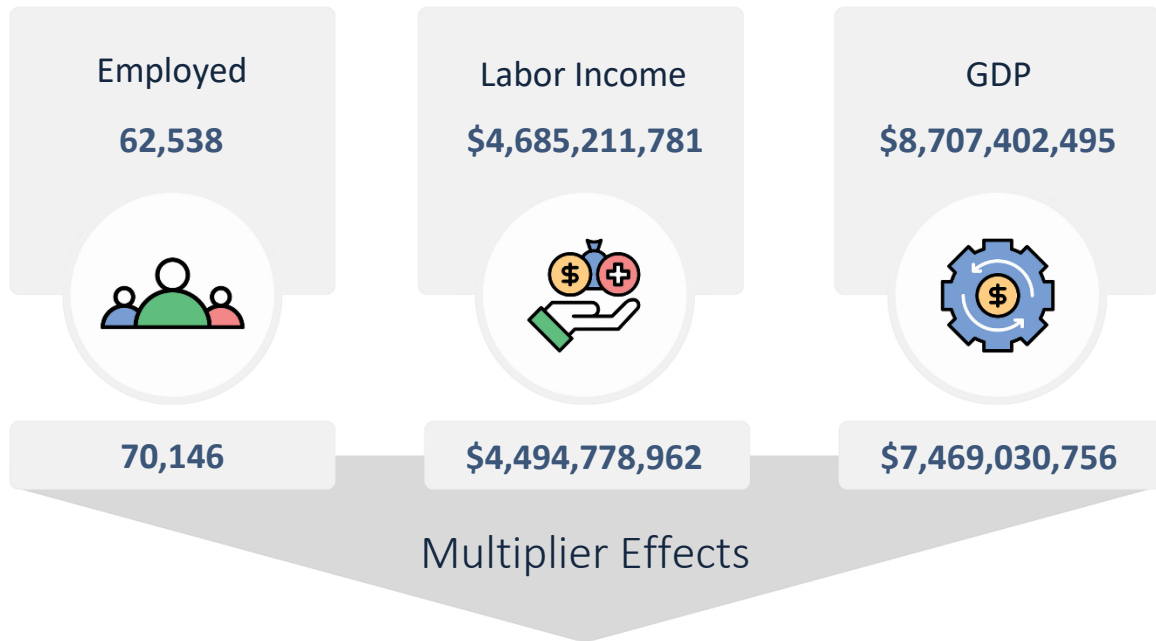 Employed
62,538
Labor Income
$4,685,211,781
GDP
$8,707,402,495
$
$
70,146
$4,494,778,962
$7,469,030,756
Multiplier Effects